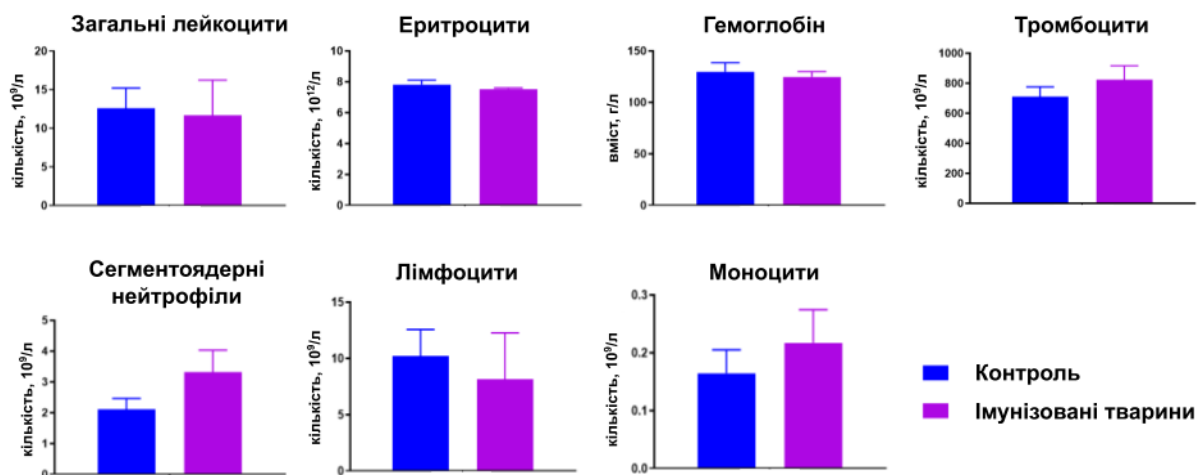 Загальні лейкоцити
кількість, 10⁹/л
20
15
10
5
0
Еритроцити
кількість, 10¹²/л
10
8
6
4
2
0
Гемоглобін
вміст, г/л
150
100
50
0
Тромбоцити
кількість, 10⁹/л
1000
800
600
400
200
0
Сегментоядерні
нейтрофіли
кількість, 10⁹/л
5
4
3
2
1
0
Лімфоцити
кількість, 10⁹/л
15
10
5
0
Моноцити
кількість, 10⁹/л
0.3
0.2
0.1
0.0
Контроль
Імунізовані тварини